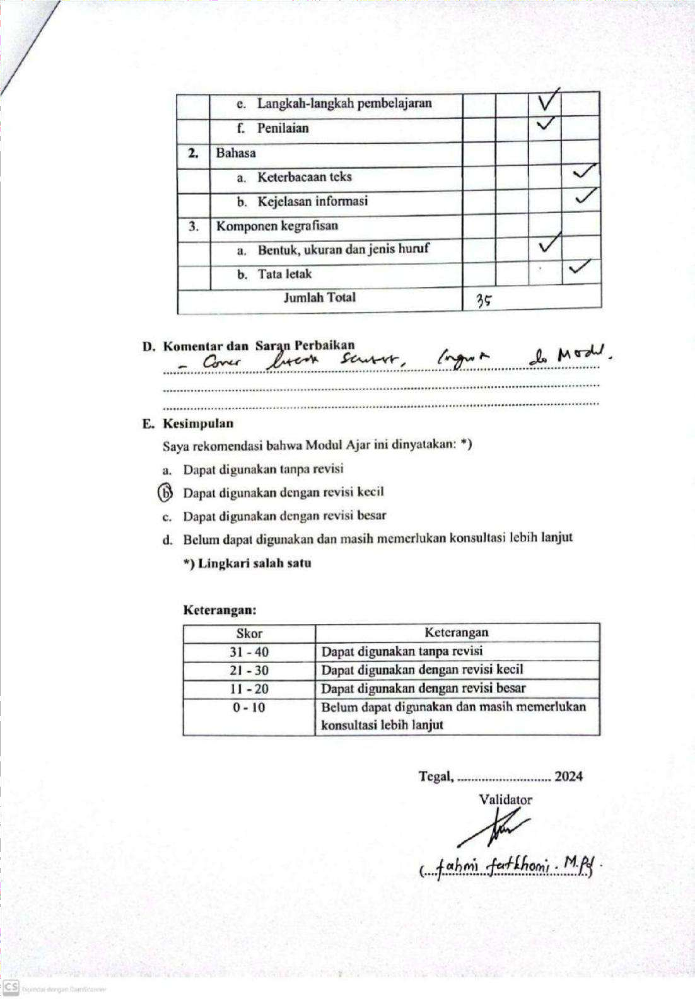 e. Langkah-langkah pembelajaran
f. Penilaian
2. Bahasa
a. Keterbacaan teks
b. Kejelasan informasi
3. Komponen kegrafisan
a. Bentuk, ukuran dan jenis huruf
b. Tata letak
Jumlah Total 35
D. Komentar dan Saran Perbaikan
- Cover
E. Kesimpulan
Saya rekomendasi bahwa Modul Ajar ini dinyatakan: *)
a. Dapat digunakan tanpa revisi
b Dapat digunakan dengan revisi kecil
c. Dapat digunakan dengan revisi besar
d. Belum dapat digunakan dan masih memerlukan konsultasi lebih lanjut
*) Lingkari salah satu
Keterangan:
Skor Keterangan
31 - 40 Dapat digunakan tanpa revisi
21 - 30 Dapat digunakan dengan revisi kecil
11 - 20 Dapat digunakan dengan revisi besar
0 - 10 Belum dapat digunakan dan masih memerlukan
konsultasi lebih lanjut
Tegal, ............................ 2024
Validator
(...fahmi fatkhomi. M.Pd.
CS Dipindai dengan CamScanner